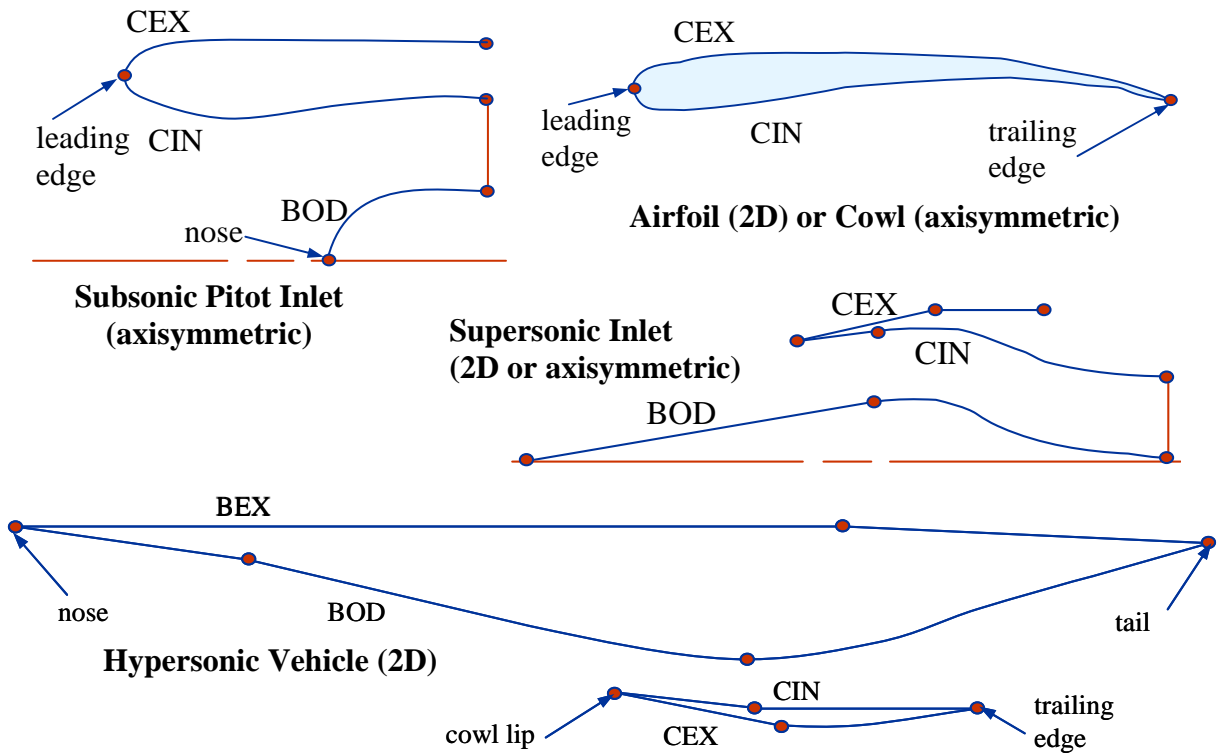 CEX
leading
edge
CIN
BOD
nose
Subsonic Pitot Inlet
(axisymmetric)
CEX
leading
edge
CIN
trailing
edge
Airfoil (2D) or Cowl (axisymmetric)
Supersonic Inlet
(2D or axisymmetric)
CEX
CIN
BOD
BEX
nose
BOD
tail
Hypersonic Vehicle (2D)
cowl lip
CIN
CEX
trailing
edge